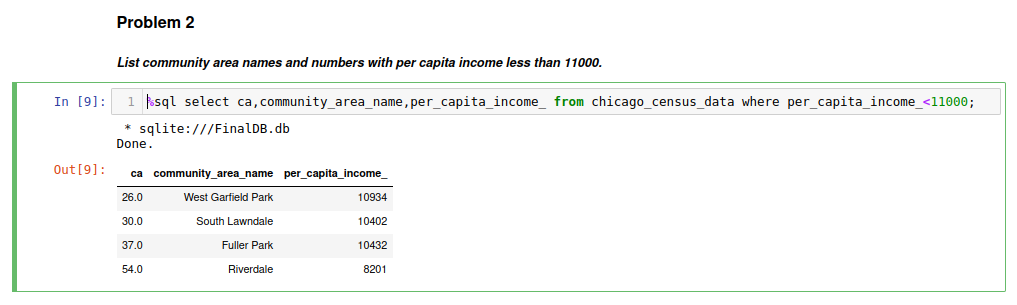 Problem 2
List community area names and numbers with per capita income less than 11000.
In [9]: 1 %sql select ca,community_area_name,per_capita_income_ from chicago_census_data where per_capita_income_<11000;
* sqlite:///FinalDB.db
Done.
Out[9]:
ca community_area_name per_capita_income_
26.0 West Garfield Park 10934
30.0 South Lawndale 10402
37.0 Fuller Park 10432
54.0 Riverdale 8201